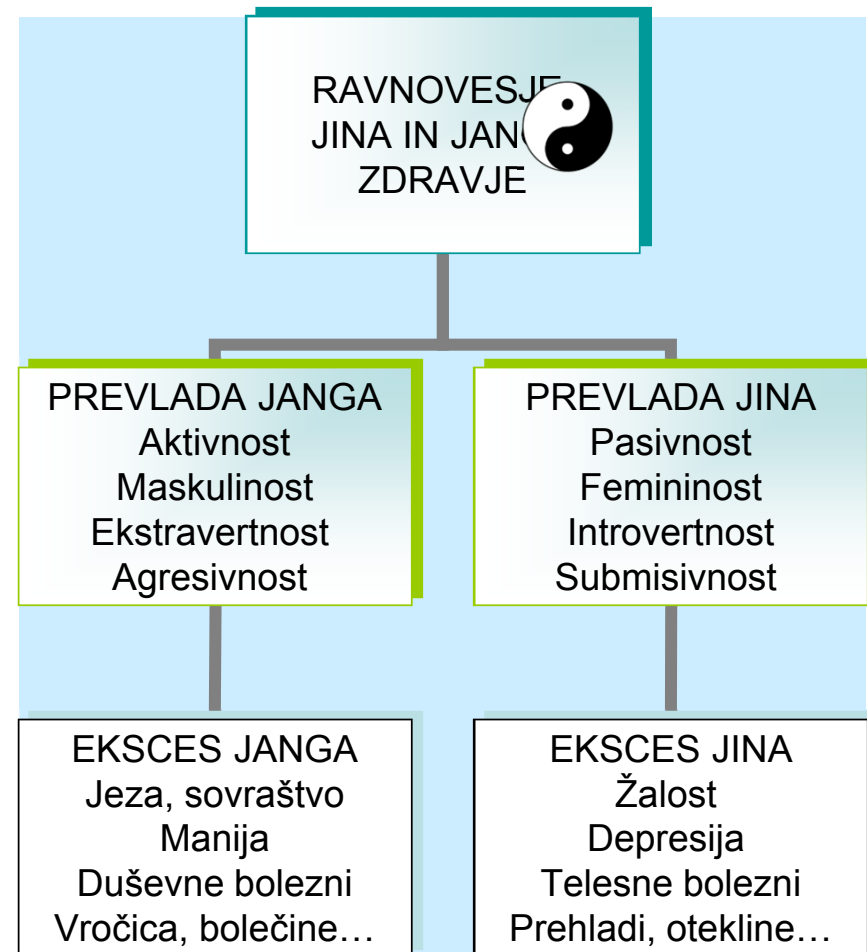 RAVNOVESJE
JINA IN JAN
ZDRAVJE
PREVLADA JANGA
Aktivnost
Maskulinost
Ekstravertnost
Agresivnost
PREVLADA JINA
Pasivnost
Femininost
Introvertnost
Submisivnost
EKSCES JANGA
Jeza, sovraštvo
Manija
Duševne bolezni
Vročica, bolečine…
EKSCES JINA
Žalost
Depresija
Telesne bolezni
Prehladi, otekline…